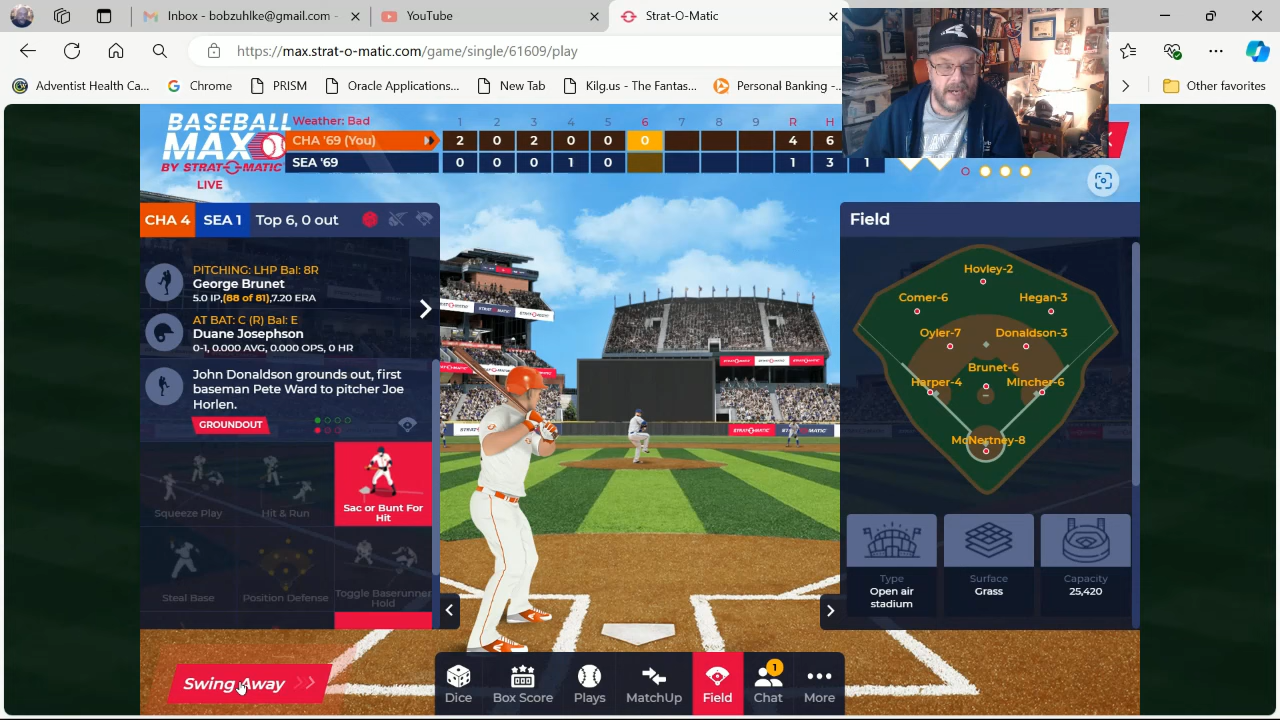 Inbox - bobzuhlke@gmail.com
YouTube
Strat-O-Matic
max.strat-o-matic.com/game/single/61609/play
Adventist Health Ca...
Chrome
PRISM
Oracle Applications...
New Tab
Kilg.us - The Fantas...
Personal Banking -...
Other favorites
BASEBALL
MAX
BY STRAT-O-MATIC
LIVE
Weather: Bad
1 2 3 4 5 6 7 8 9 R H
CHA '69 (You) 2 0 2 0 0 0 4 6
SEA '69 0 0 0 1 0 1 3 1
CHA 4 SEA 1 Top 6, 0 out
PITCHING: LHP Bal: 8R
George Brunet
5.0 IP,(88 of 81),7.20 ERA
AT BAT: C (R) Bal: E
Duane Josephson
0-1, 0.000 AVG, 0.000 OPS, 0 HR
John Donaldson grounds out, first
baseman Pete Ward to pitcher Joe
Horlen.
GROUNDOUT
Squeeze Play
Hit & Run
Sac or Bunt For
Hit
Steal Base
Position Defense
Toggle Baserunner
Hold
Swing Away
Field
Hovley-2
Comer-6
Hegan-3
Oyler-7
Donaldson-3
Brunet-6
Harper-4
Mincher-6
McNertney-8
Type
Open air
stadium
Surface
Grass
Capacity
25,420
Dice
Box Score
Plays
MatchUp
Field
1
Chat
More